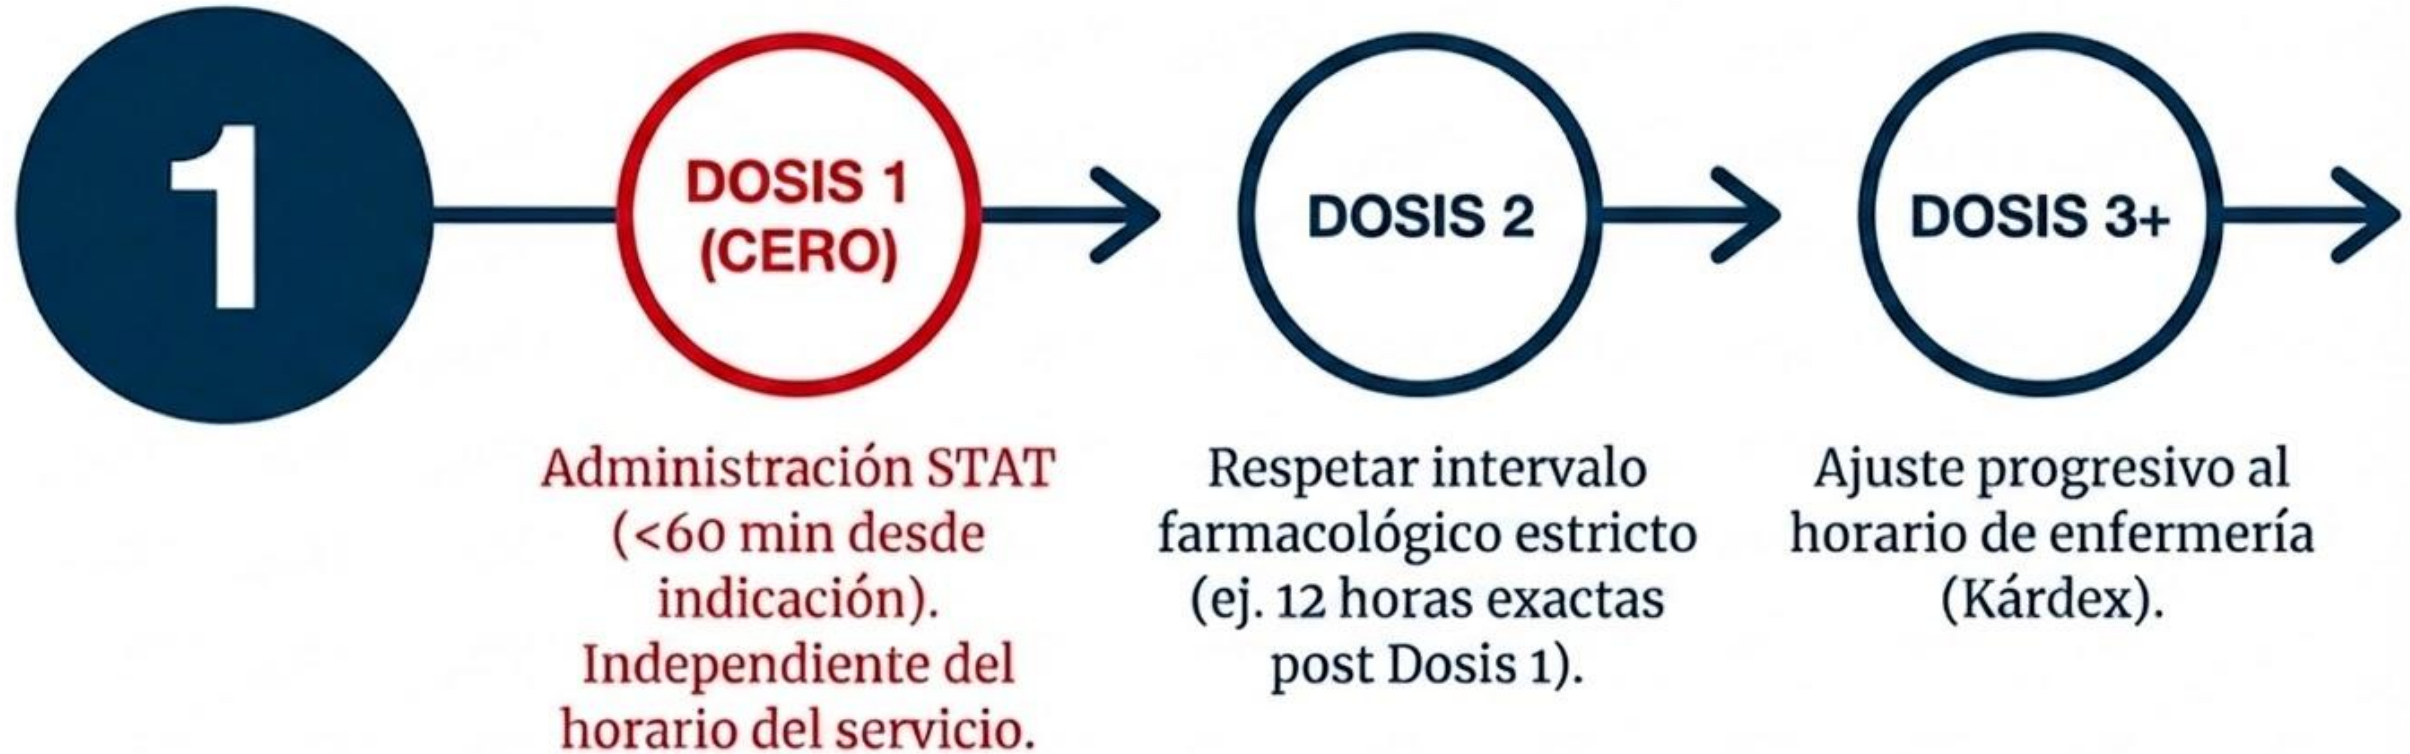 1
DOSIS 1
(CERO)
Administración STAT
(<60 min desde
indicación).
Independiente del
horario del servicio.
DOSIS 2
Respetar intervalo
farmacológico estricto
(ej. 12 horas exactas
post Dosis 1).
DOSIS 3+
Ajuste progresivo al
horario de enfermería
(Kárdex).